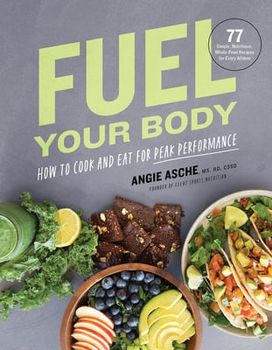 77
Simple, Nutritious,
Whole-Food Recipes
for Every Athlete
FUEL
YOUR BODY
HOW TO COOK AND EAT FOR PEAK PERFORMANCE
ANGIE ASCHE, MS, RD, CSSD
FOUNDER OF ELEAT SPORTS NUTRITION